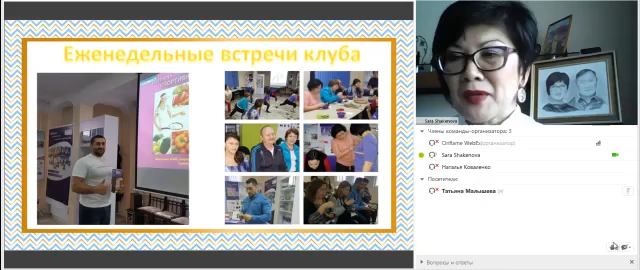 Еженедельные встречи клуба
Sara Shakenova
Члены команды-организатора: 3
Oriflame WebEx(организатор)
Sara Shakenova
Наталья Коваленко
Посетители:
Татьяна Малышева
Вопросы и ответы